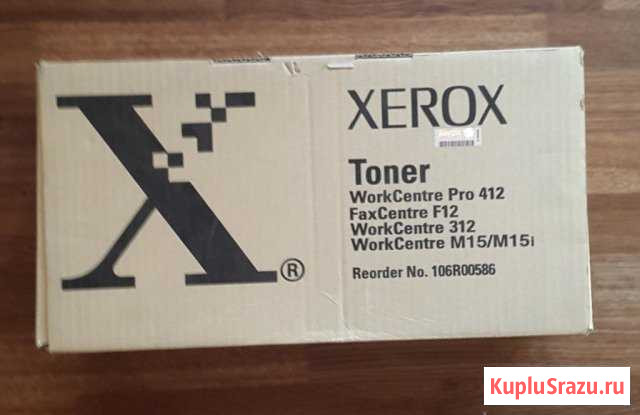 XEROX
Toner
WorkCentre Pro 412
FaxCentre F12
WorkCentre 312
WorkCentre M15/M15i
Reorder No. 106R00586
X®
KupluSrazu.ru